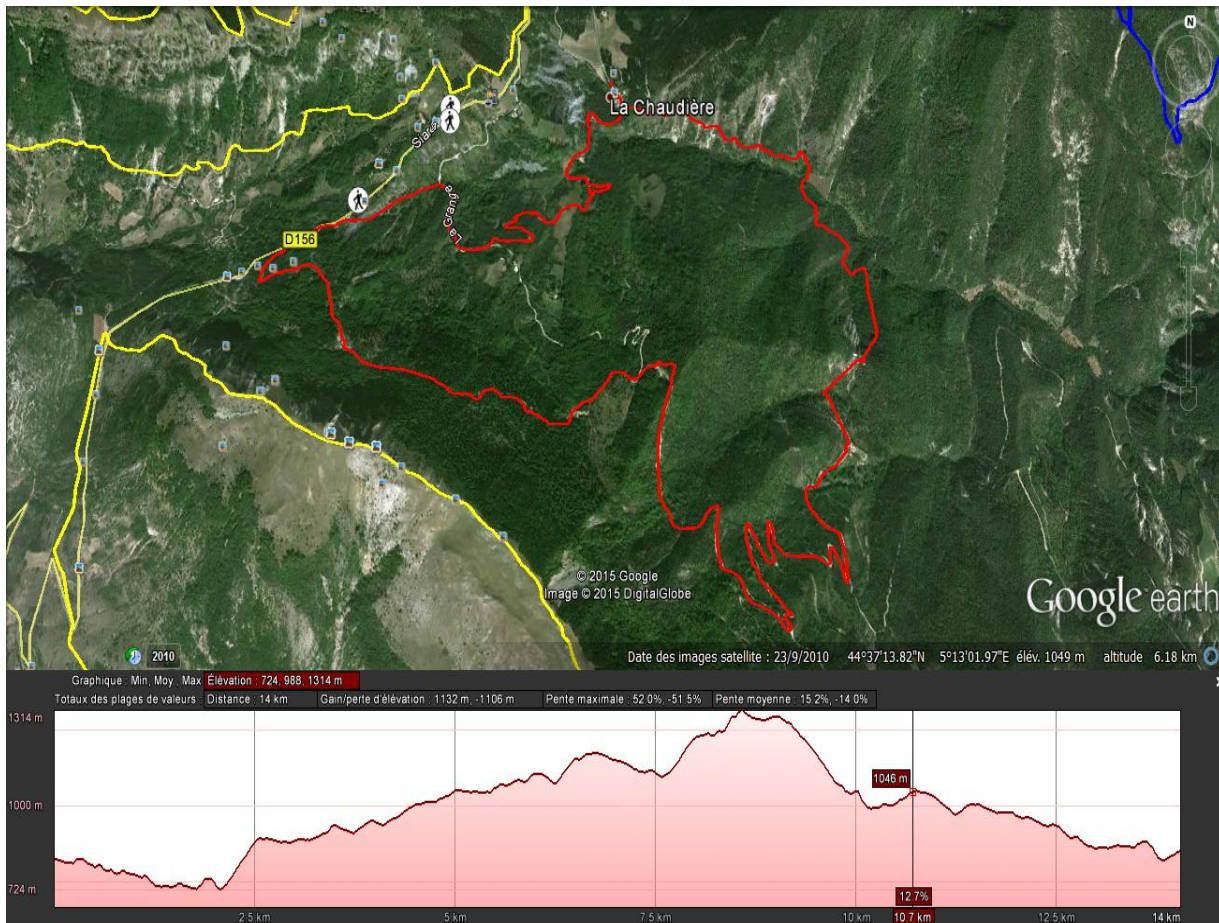 N
La Chaudière
Sia
La Grange
D156
© 2015 Google
Image © 2015 DigitalGlobe
Google earth
2010
Date des images satellite : 23/9/2010 44°37'13.82"N 5°13'01.97"E élév. 1049 m altitude 6.18 km
Graphique : Min, Moy., Max Élévation : 724, 988, 1314 m
Totaux des plages de valeurs : Distance : 14 km Gain/perte d'élévation : 1132 m, -1106 m Pente maximale : 52.0%, -51.5% Pente moyenne : 15.2%, -14.0%
1314 m
1046 m
1000 m
724 m
12.7%
2.5 km 5 km 7.5 km 10 km 10.7 km 12.5 km 14 km